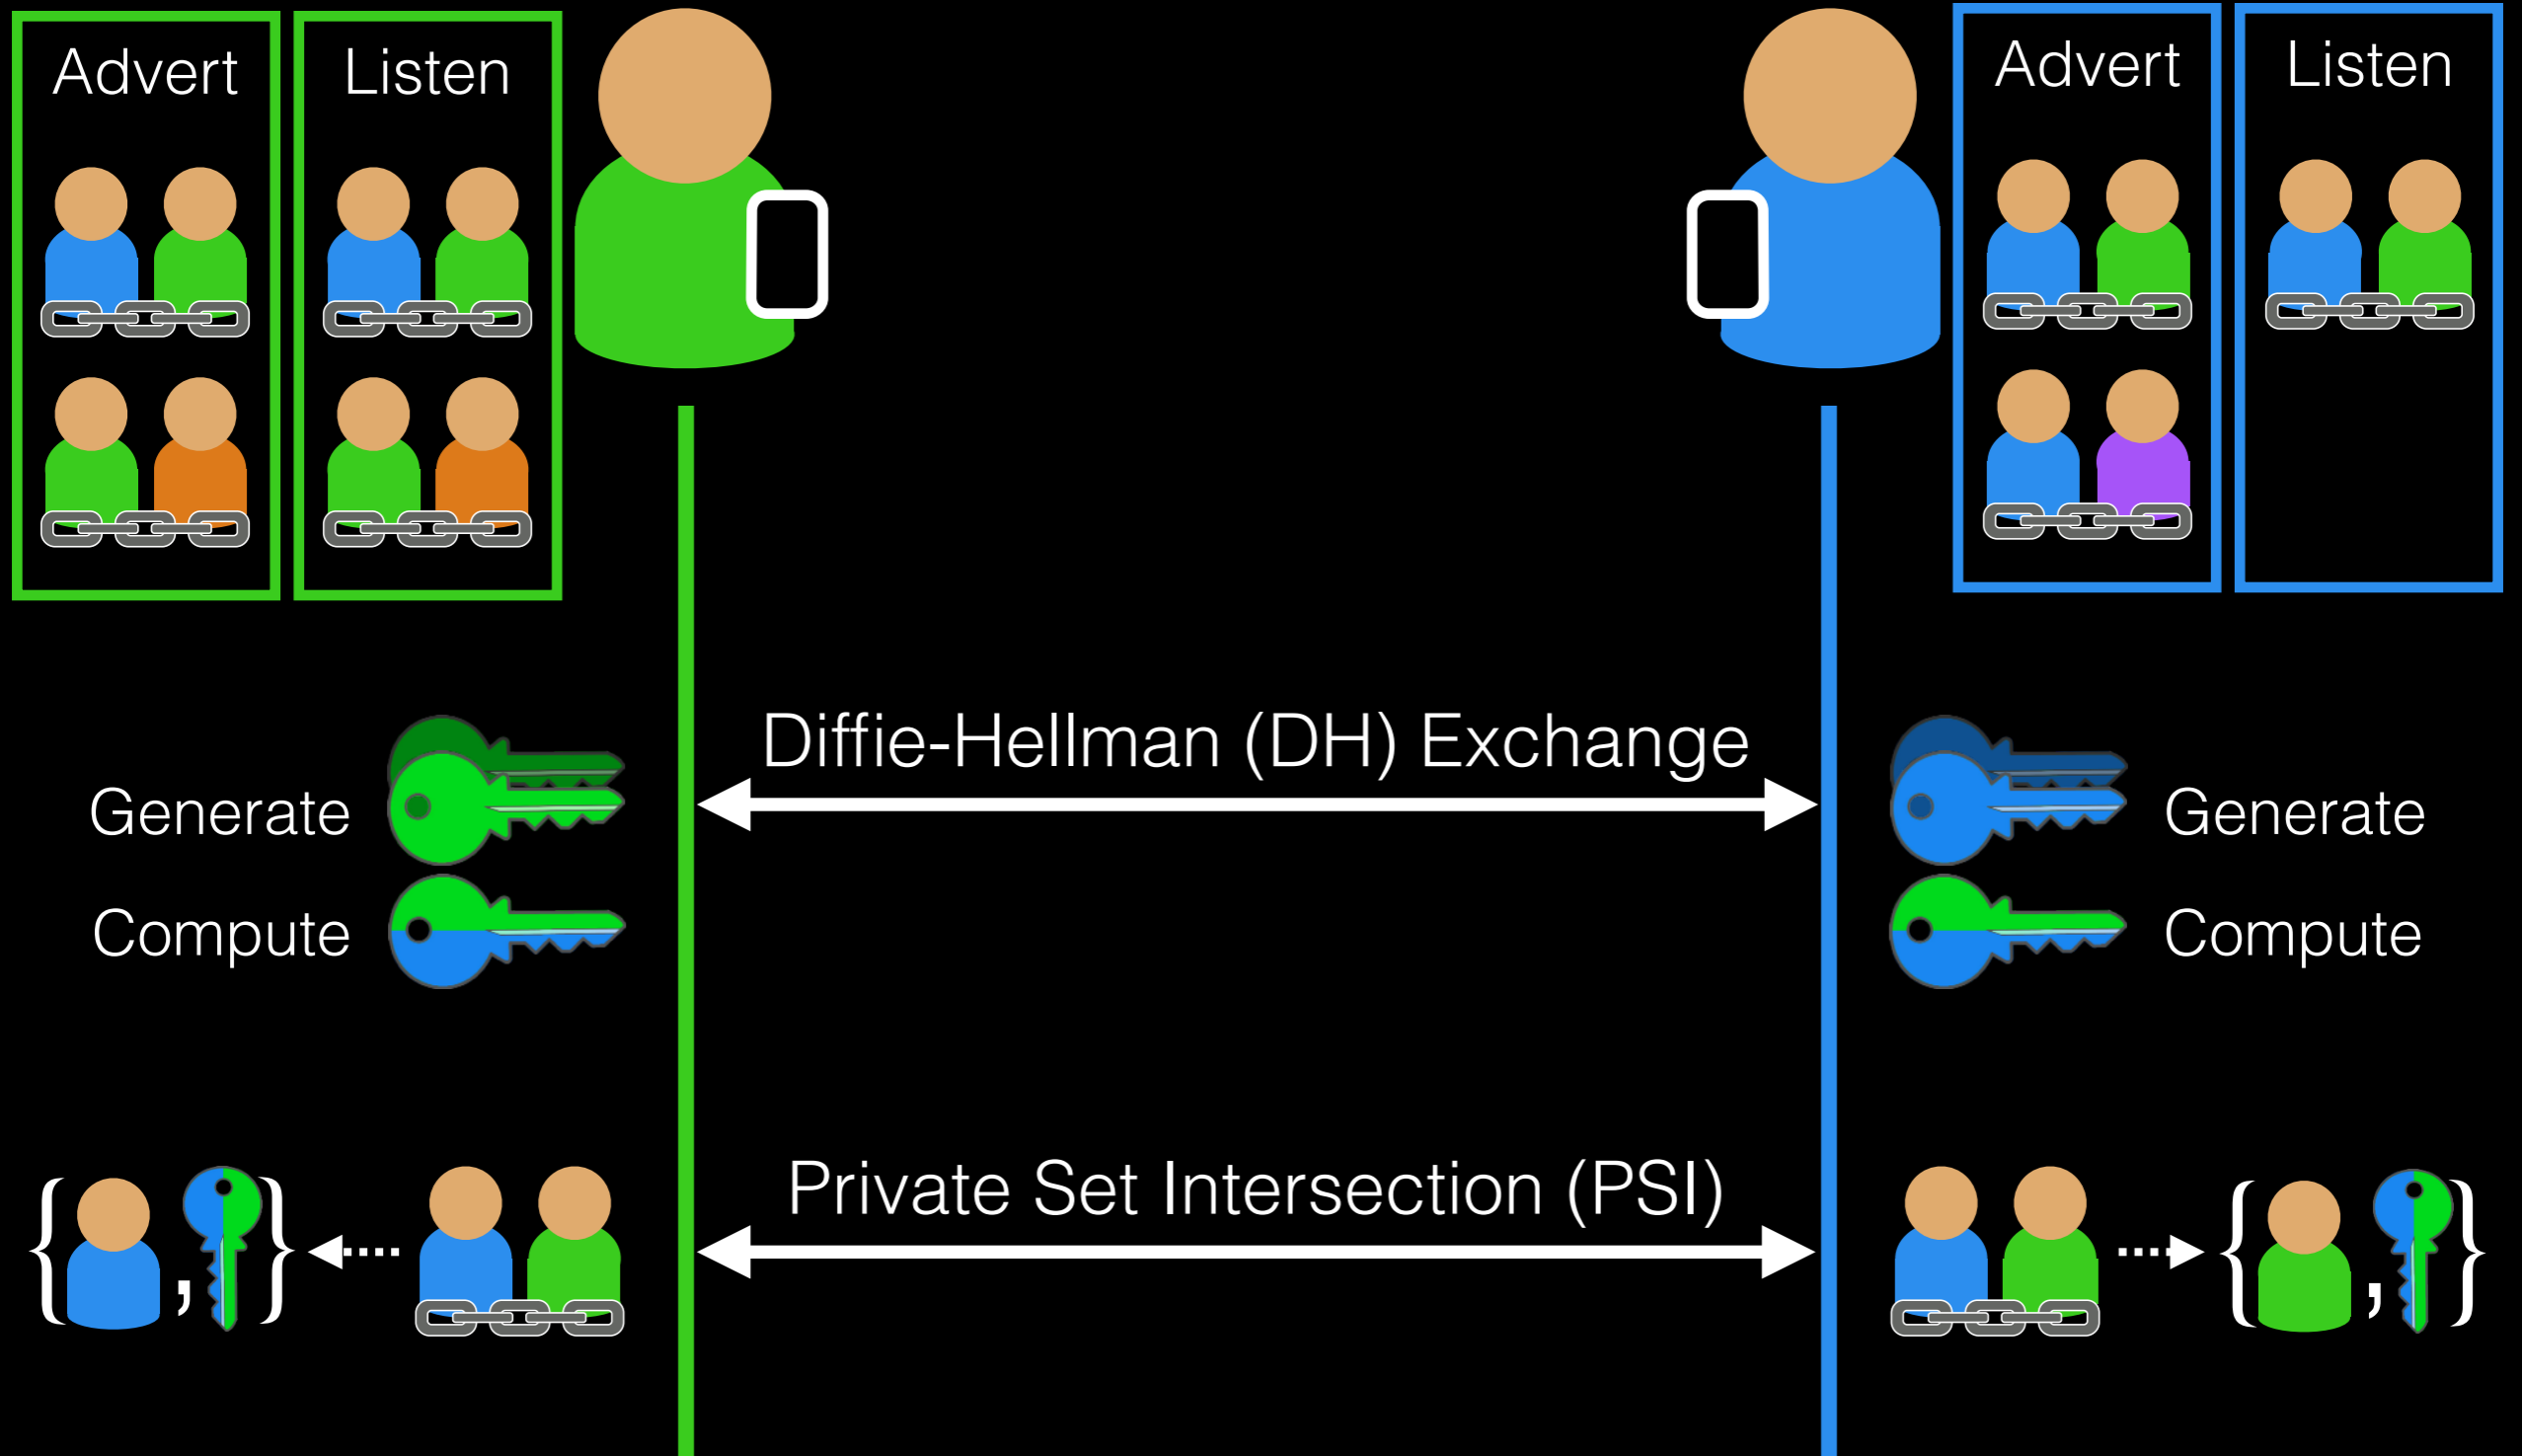 Advert
Listen
Advert
Listen
Diffie-Hellman (DH) Exchange
Generate
Generate
Compute
Compute
Private Set Intersection (PSI)
{ , }
{ , }